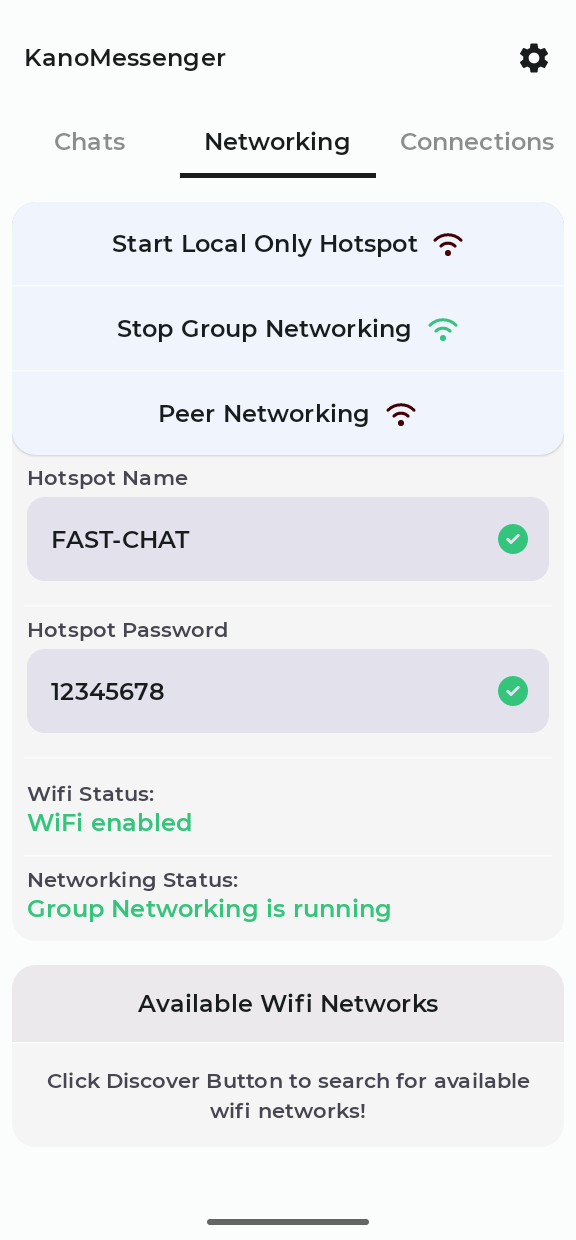 KanoMessenger
Chats
Networking
Connections
Start Local Only Hotspot
Stop Group Networking
Peer Networking
Hotspot Name
FAST-CHAT
Hotspot Password
12345678
Wifi Status:
WiFi enabled
Networking Status:
Group Networking is running
Available Wifi Networks
Click Discover Button to search for available
wifi networks!